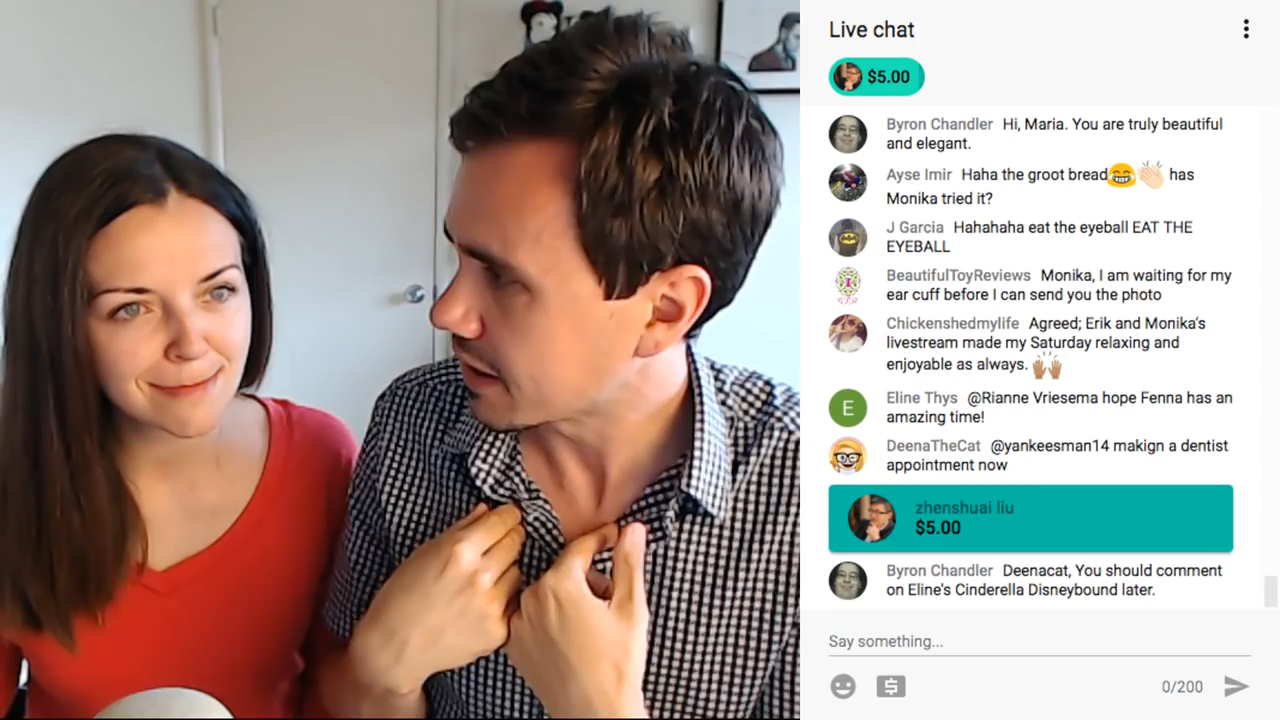 Live chat
$5.00
Byron Chandler Hi, Maria. You are truly beautiful
and elegant.
Ayse Imir Haha the groot bread😂👏🏻 has
Monika tried it?
J Garcia Hahahaha eat the eyeball EAT THE
EYEBALL
BeautifulToyReviews Monika, I am waiting for my
ear cuff before I can send you the photo
Chickenshedmylife Agreed; Erik and Monika's
livestream made my Saturday relaxing and
enjoyable as always. 🙌🏽
E Eline Thys @Rianne Vriesema hope Fenna has an
amazing time!
DeenaTheCat @yankeesman14 makign a dentist
appointment now
zhenshuai liu
$5.00
Byron Chandler Deenacat, You should comment
on Eline's Cinderella Disneybound later.
Say something...
0/200